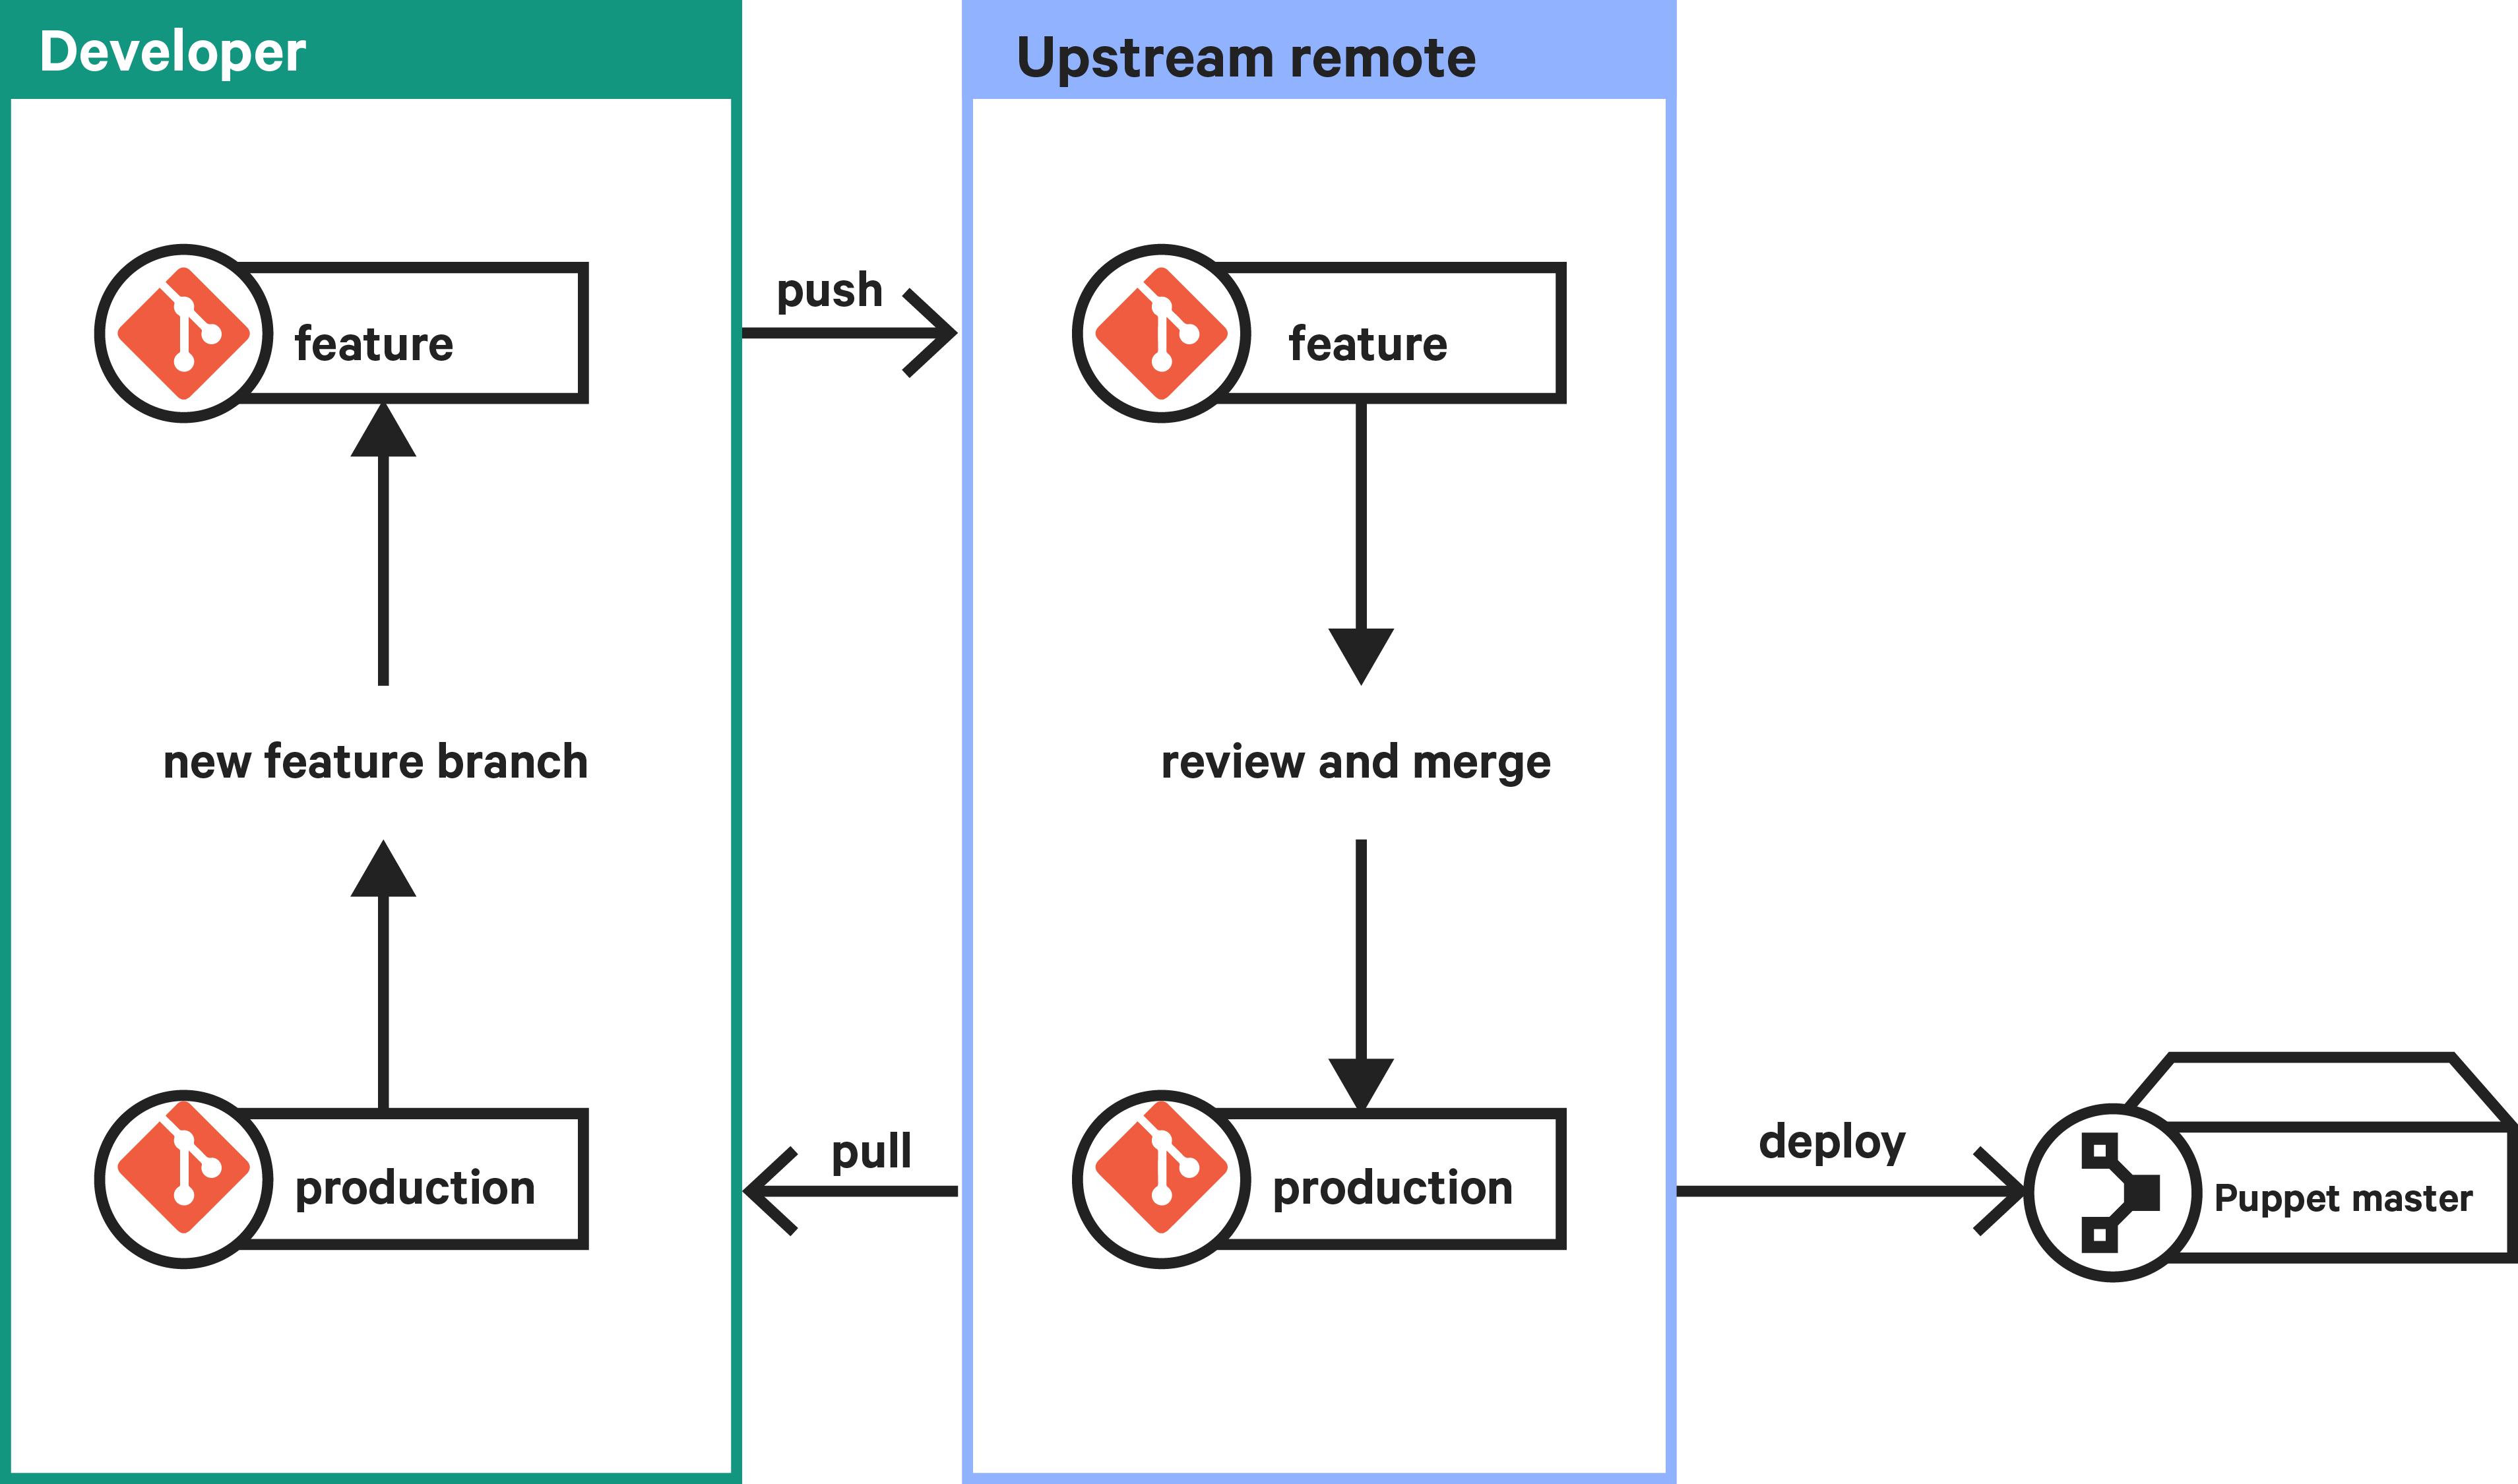 Developer
Upstream remote
feature
push
feature
new feature branch
review and merge
production
pull
production
deploy
Puppet master